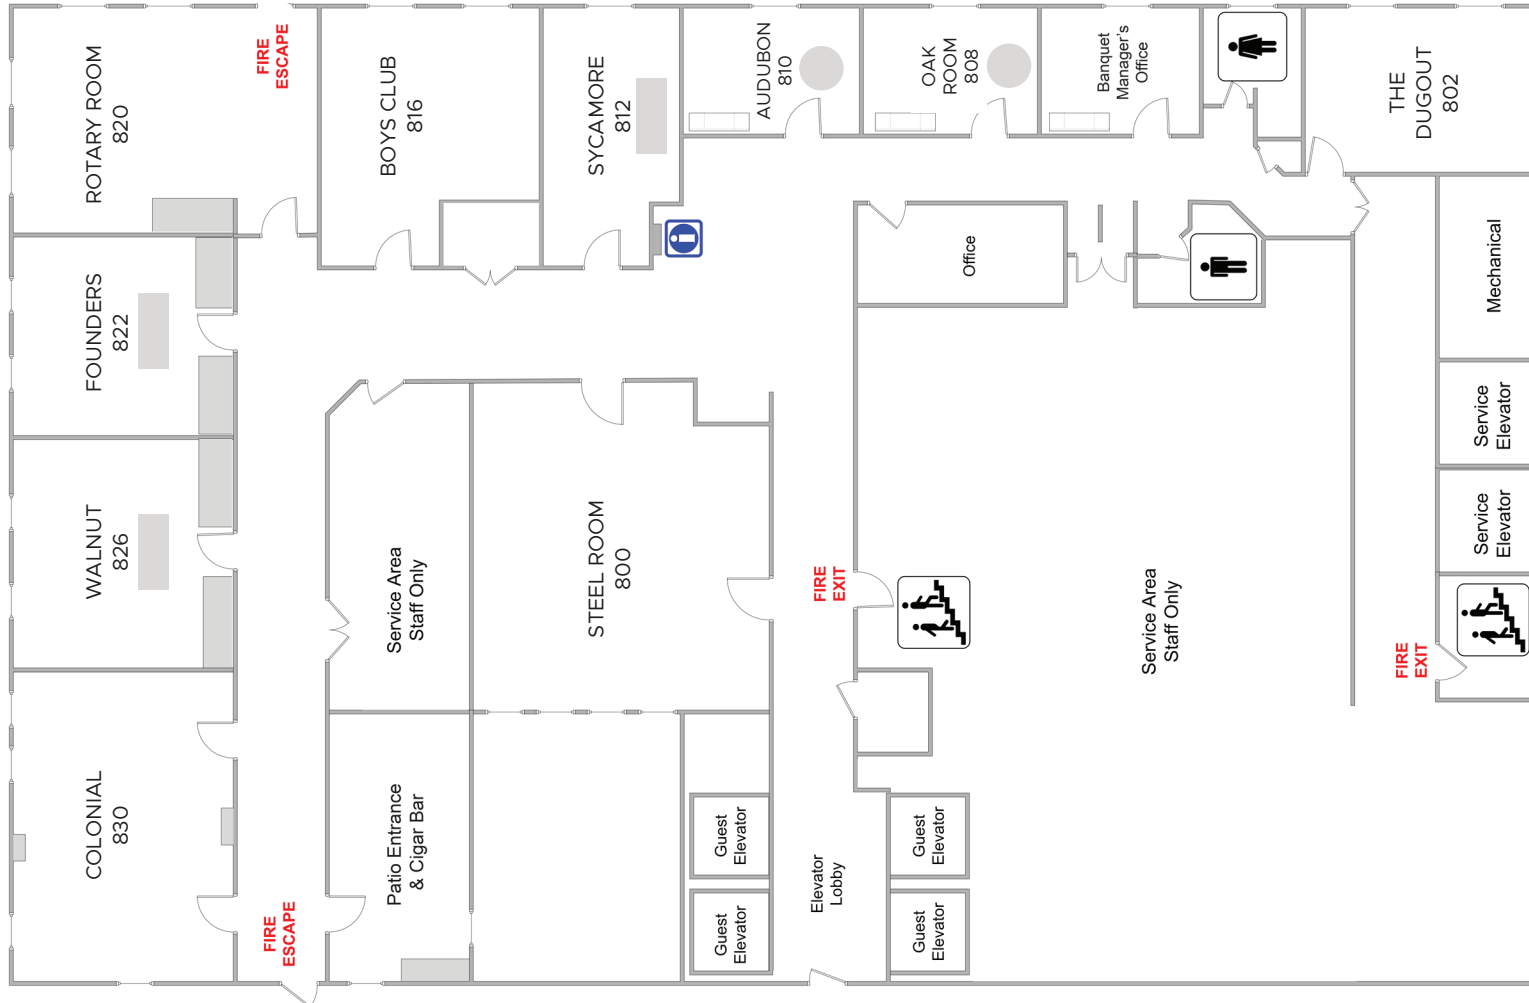 ROTARY ROOM
820
FIRE
ESCAPE
BOYS CLUB
816
SYCAMORE
812
AUDUBON
810
OAK
ROOM
808
Banquet
Manager's
Office
THE
DUGOUT
802
FOUNDERS
822
Office
Mechanical
WALNUT
826
Service Area
Staff Only
STEEL ROOM
800
FIRE
EXIT
Service Area
Staff Only
Service
Elevator
Service
Elevator
FIRE
EXIT
COLONIAL
830
FIRE
ESCAPE
Patio Entrance
& Cigar Bar
Guest
Elevator
Guest
Elevator
Elevator
Lobby
Guest
Elevator
Guest
Elevator